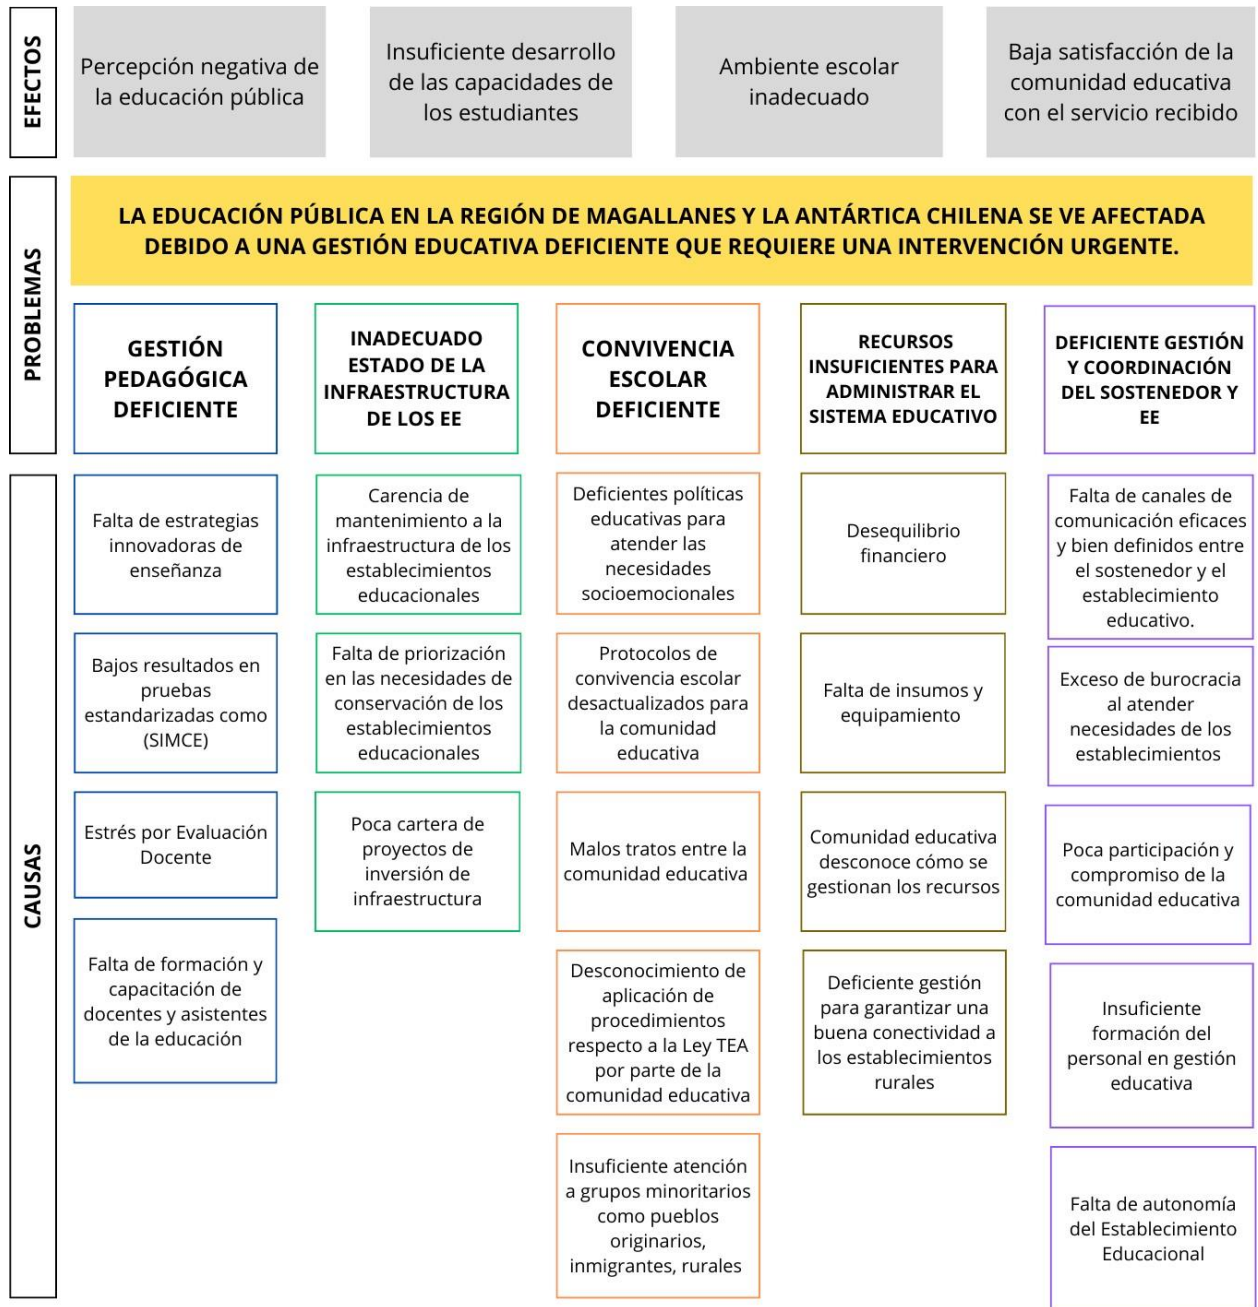 EFECTOS
Percepción negativa de
la educación pública
Insuficiente desarrollo
de las capacidades de
los estudiantes
Ambiente escolar
inadecuado
Baja satisfacción de la
comunidad educativa
con el servicio recibido
PROBLEMAS
LA EDUCACIÓN PÚBLICA EN LA REGIÓN DE MAGALLANES Y LA ANTÁRTICA CHILENA SE VE AFECTADA
DEBIDO A UNA GESTIÓN EDUCATIVA DEFICIENTE QUE REQUIERE UNA INTERVENCIÓN URGENTE.
GESTIÓN
PEDAGÓGICA
DEFICIENTE
INADECUADO
ESTADO DE LA
INFRAESTRUCTURA
DE LOS EE
CONVIVENCIA
ESCOLAR
DEFICIENTE
RECURSOS
INSUFICIENTES PARA
ADMINISTRAR EL
SISTEMA EDUCATIVO
DEFICIENTE GESTIÓN
Y COORDINACIÓN
DEL SOSTENEDOR Y
EE
CAUSAS
Falta de estrategias
innovadoras de
enseñanza
Bajos resultados en
pruebas
estandarizadas como
(SIMCE)
Estrés por Evaluación
Docente
Falta de formación y
capacitación de
docentes y asistentes
de la educación
Carencia de
mantenimiento a la
infraestructura de los
establecimientos
educacionales
Falta de priorización
en las necesidades de
conservación de los
establecimientos
educacionales
Poca cartera de
proyectos de
inversión de
infraestructura
Deficientes políticas
educativas para
atender las
necesidades
socioemocionales
Protocolos de
convivencia escolar
desactualizados para
la comunidad
educativa
Malos tratos entre la
comunidad educativa
Desconocimiento de
aplicación de
procedimientos
respecto a la Ley TEA
por parte de la
comunidad educativa
Insuficiente atención
a grupos minoritarios
como pueblos
originarios,
inmigrantes, rurales
Desequilibrio
financiero
Falta de insumos y
equipamiento
Comunidad educativa
desconoce cómo se
gestionan los recursos
Deficiente gestión
para garantizar una
buena conectividad a
los establecimientos
rurales
Falta de canales de
comunicación eficaces
y bien definidos entre
el sostenedor y el
establecimiento
educativo.
Exceso de burocracia
al atender
necesidades de los
establecimientos
Poca participación y
compromiso de la
comunidad educativa
Insuficiente
formación del
personal en gestión
educativa
Falta de autonomía
del Establecimiento
Educacional